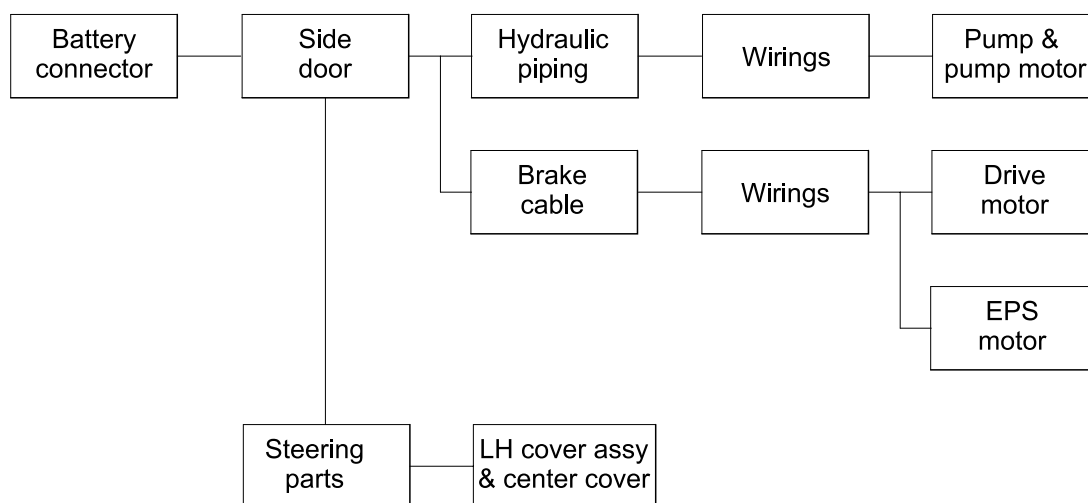 Battery
connector
Side
door
Hydraulic
piping
Wirings
Pump &
pump motor
Brake
cable
Wirings
Drive
motor
EPS
motor
Steering
parts
LH cover assy
& center cover